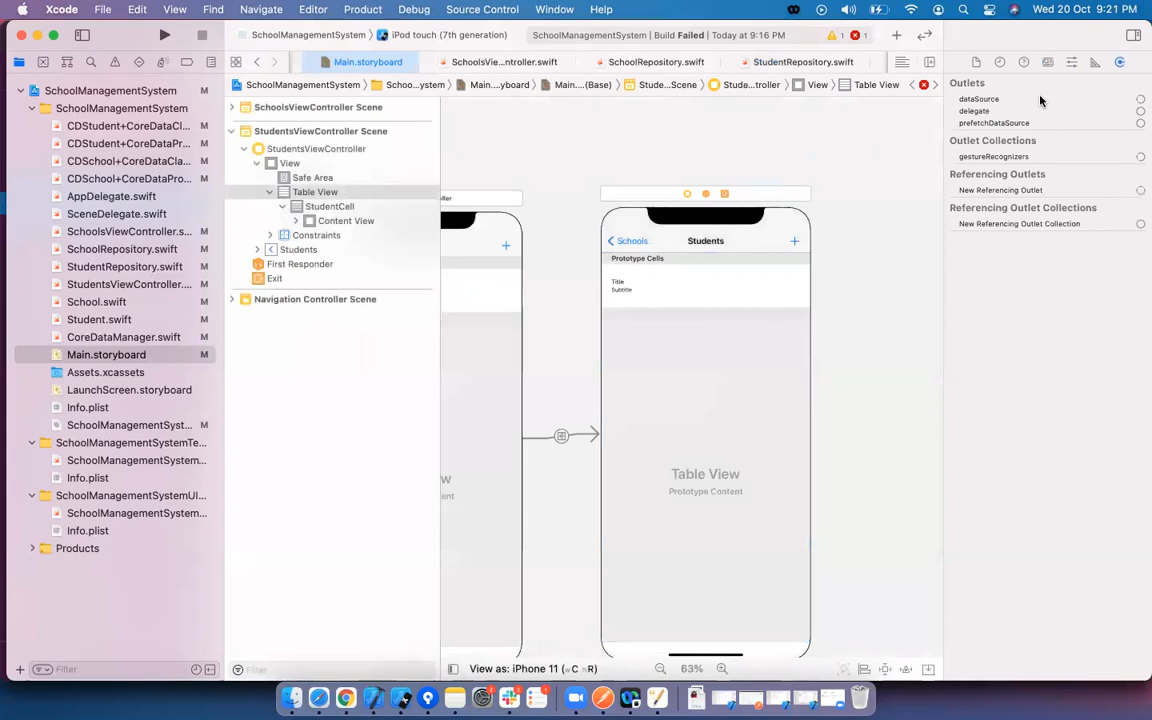 Xcode File Edit View Find Navigate Editor Product Debug Source Control Window Help Wed 20 Oct 9:21 PM
SchoolManagementSystem iPod touch (7th generation) SchoolManagementSystem | Build Failed | Today at 9:16 PM 1 1
Main.storyboard SchoolsVie...ntroller.swift SchoolRepository.swift StudentRepository.swift
SchoolManagementSystem School...ystem Main....yboard Main....(Base) Stude...Scene Stude...troller View Table View
SchoolManagementSystem
SchoolManagementSystem
CDStudent+CoreDataCl... M
CDStudent+CoreDataPr... M
CDSchool+CoreDataCla... M
CDSchool+CoreDataPro... M
AppDelegate.swift M
SceneDelegate.swift M
SchoolsViewController.s... M
SchoolRepository.swift M
StudentRepository.swift M
StudentsViewController.... M
School.swift M
Student.swift M
CoreDataManager.swift M
Main.storyboard M
Assets.xcassets
LaunchScreen.storyboard
Info.plist
SchoolManagementSyst... M
SchoolManagementSystemTe...
SchoolManagementSystem...
Info.plist
SchoolManagementSystemUI...
SchoolManagementSystem...
Info.plist
Products
Filter
SchoolsViewController Scene
StudentsViewController Scene
StudentsViewController
View
Safe Area
Table View
StudentCell
Content View
Constraints
Students
First Responder
Exit
Navigation Controller Scene
Filter
Schools Students
Prototype Cells
Title
Subtitle
Table View
Prototype Content
View as: iPhone 11 (wC hR) 63%
Outlets
dataSource
delegate
prefetchDataSource
Outlet Collections
gestureRecognizers
Referencing Outlets
New Referencing Outlet
Referencing Outlet Collections
New Referencing Outlet Collection